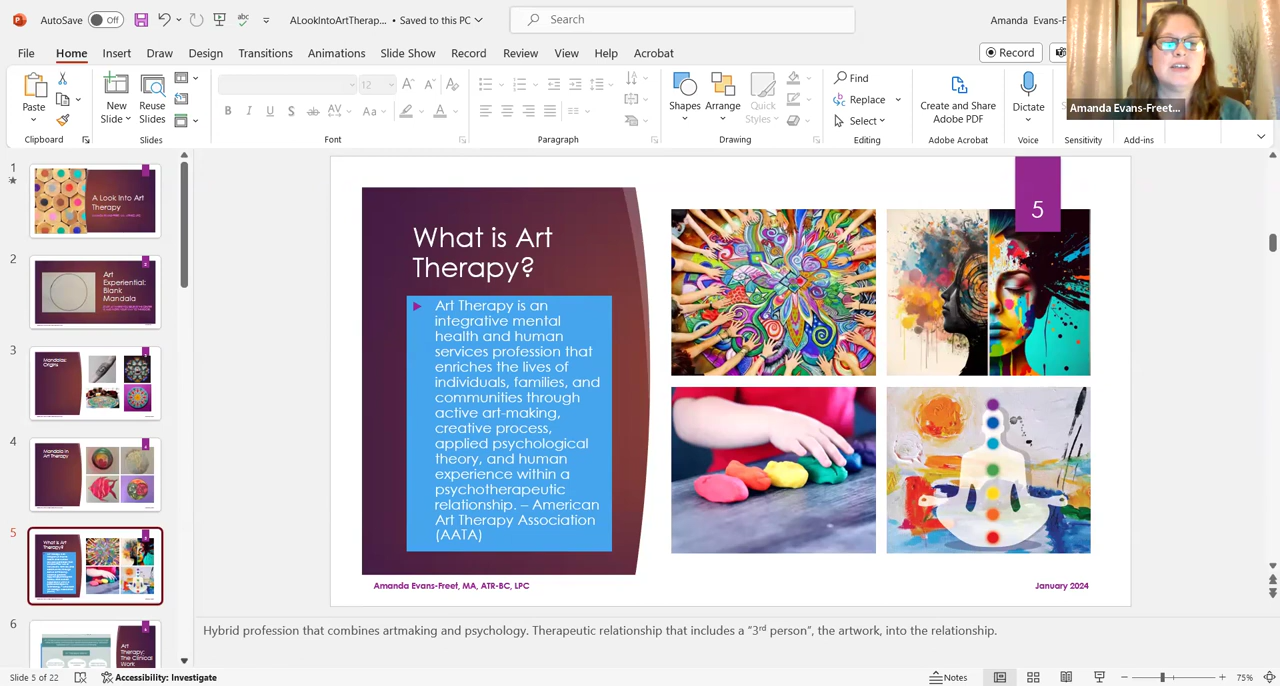 AutoSave Off ALookIntoArtTherap... • Saved to this PC Search Amanda Evans-F
File Home Insert Draw Design Transitions Animations Slide Show Record Review View Help Acrobat Record
Paste New Slide Reuse Slides 12 Shapes Arrange Quick Styles Find Replace Select Create and Share Adobe PDF Dictate
B I U S ab AV Aa A
Clipboard Slides Font Paragraph Drawing Editing Adobe Acrobat Voice Sensitivity Add-ins
Amanda Evans-Freet...
1
A Look Into Art
Therapy
2
Art
Experiential:
Blank
Mandala
3
Mandalas:
Origins
4
Mandala in
Art Therapy
5
What is Art
Therapy?
6
Art
Therapy:
The Clinical
Work
5
What is Art
Therapy?
Art Therapy is an
integrative mental
health and human
services profession that
enriches the lives of
individuals, families, and
communities through
active art-making,
creative process,
applied psychological
theory, and human
experience within a
psychotherapeutic
relationship. – American
Art Therapy Association
(AATA)
Amanda Evans-Freet, MA, ATR-BC, LPC
January 2024
Hybrid profession that combines artmaking and psychology. Therapeutic relationship that includes a “3rd person”, the artwork, into the relationship.
Slide 5 of 22 Accessibility: Investigate Notes 75%